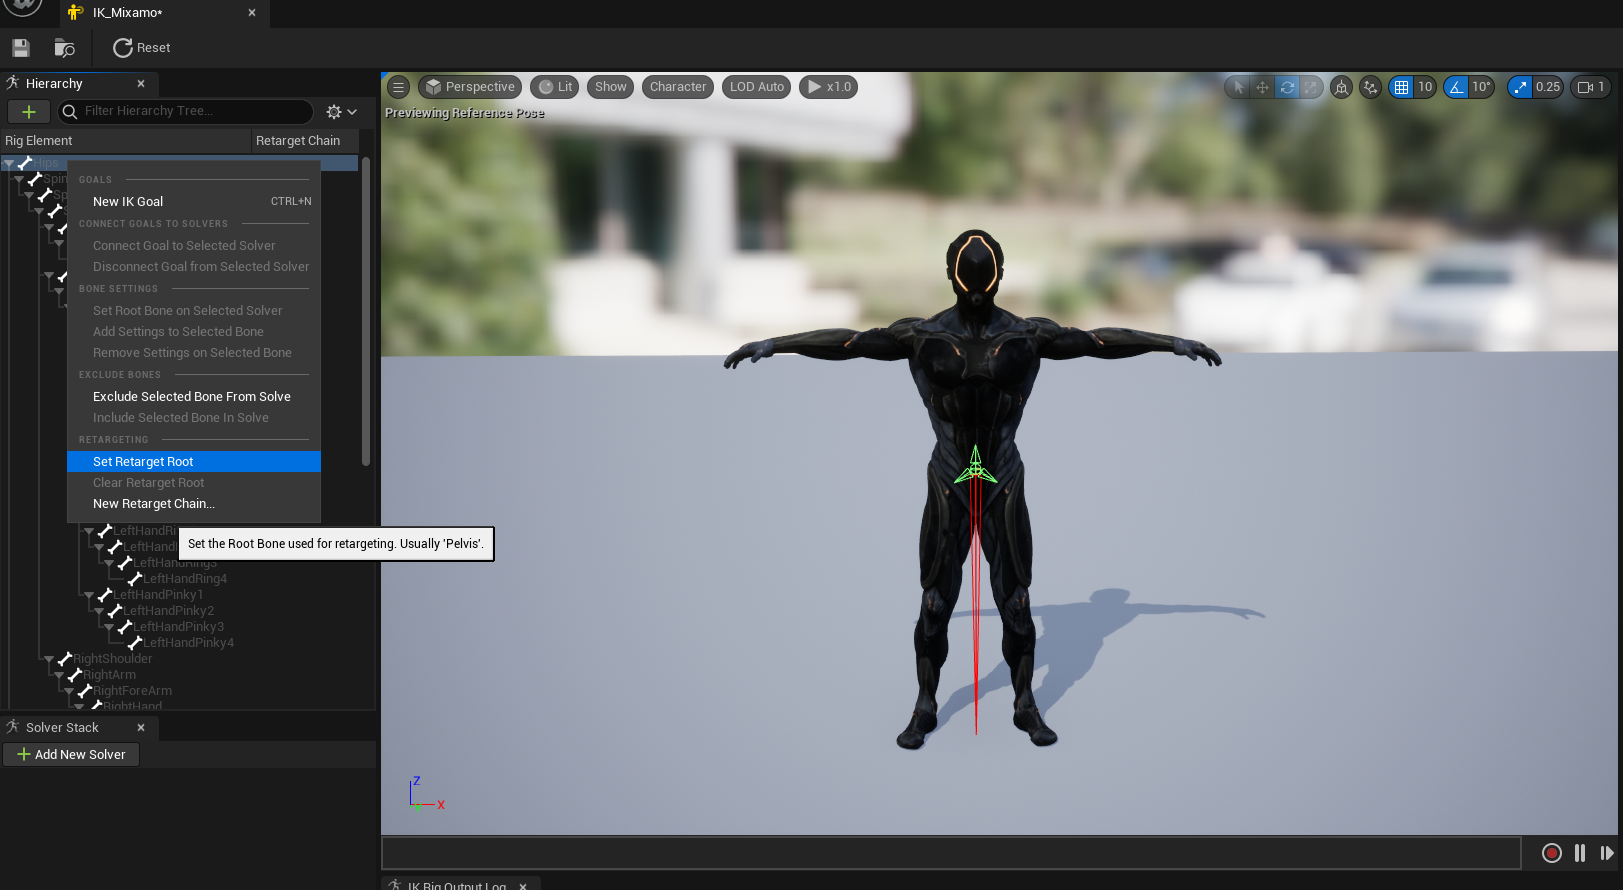 IK_Mixamo*
Reset
Hierarchy
Perspective
Lit
Show
Character
LOD Auto
x1.0
10
10°
0.25
1
Filter Hierarchy Tree...
Previewing Reference Pose
Rig Element
Retarget Chain
Hips
Spin
Sp
GOALS
New IK Goal
CTRL+N
CONNECT GOALS TO SOLVERS
Connect Goal to Selected Solver
Disconnect Goal from Selected Solver
BONE SETTINGS
Set Root Bone on Selected Solver
Add Settings to Selected Bone
Remove Settings on Selected Bone
EXCLUDE BONES
Exclude Selected Bone From Solve
Include Selected Bone In Solve
RETARGETING
Set Retarget Root
Clear Retarget Root
New Retarget Chain...
LeftHandRi
Set the Root Bone used for retargeting. Usually 'Pelvis'.
LeftHandI
LeftHandRing3
LeftHandRing4
LeftHandPinky1
LeftHandPinky2
LeftHandPinky3
LeftHandPinky4
RightShoulder
RightArm
RightForeArm
RightHand
Solver Stack
Add New Solver
Z
X
IK Rig Output Log